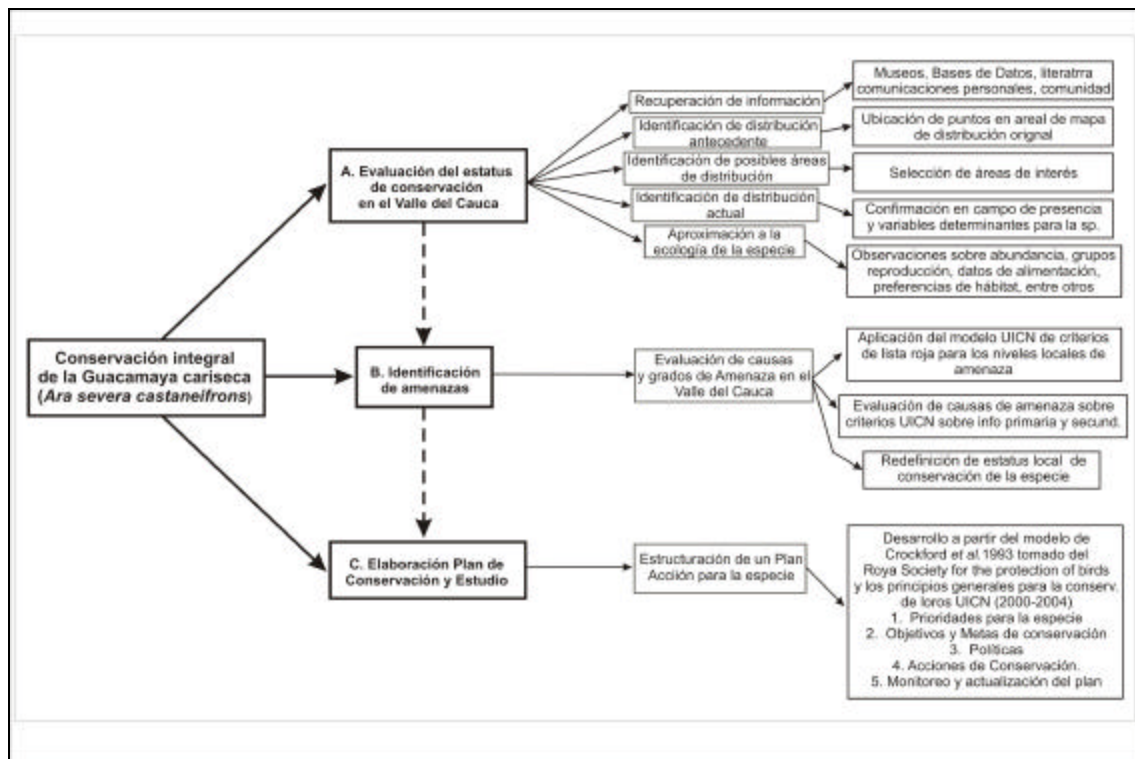 Conservación integral
de la Guacamaya cariseca
(Ara severa castaneifrons)
A. Evaluación del estatus
de conservación
en el Valle del Cauca
Recuperación de información
Museos, Bases de Datos, literatrra
comunicaciones personales, comunidad
Identificación de distribución
antecedente
Ubicación de puntos en areal de mapa
de distribución orignal
Identificación de posibles áreas
de distribución
Selección de áreas de interés
Identificación de distribución
actual
Confirmación en campo de presencia
y variables determinantes para la sp.
Aproximación a la
ecología de la especie
Observaciones sobre abundancia, grupos
reproducción, datos de alimentación,
preferencias de hábitat, entre otros
B. Identificación
de amenazas
Evaluación de causas
y grados de Amenaza en el
Valle del Cauca
Aplicación del modelo UICN de criterios
de lista roja para los niveles locales de
amenaza
Evaluación de causas de amenaza sobre
criterios UICN sobre info primaria y secund.
Redefinición de estatus local de
conservación de la especie
C. Elaboración Plan de
Conservación y Estudio
Estructuración de un Plan
Acción para la especie
Desarrollo a partir del modelo de
Crockford et al.1993 tomado del
Roya Society for the protection of birds
y los principios generales para la conserv.
de loros UICN (2000-2004)
1. Prioridades para la especie
2. Objetivos y Metas de conservación
3. Políticas
4. Acciones de Conservación.
5. Monitoreo y actualización del plan